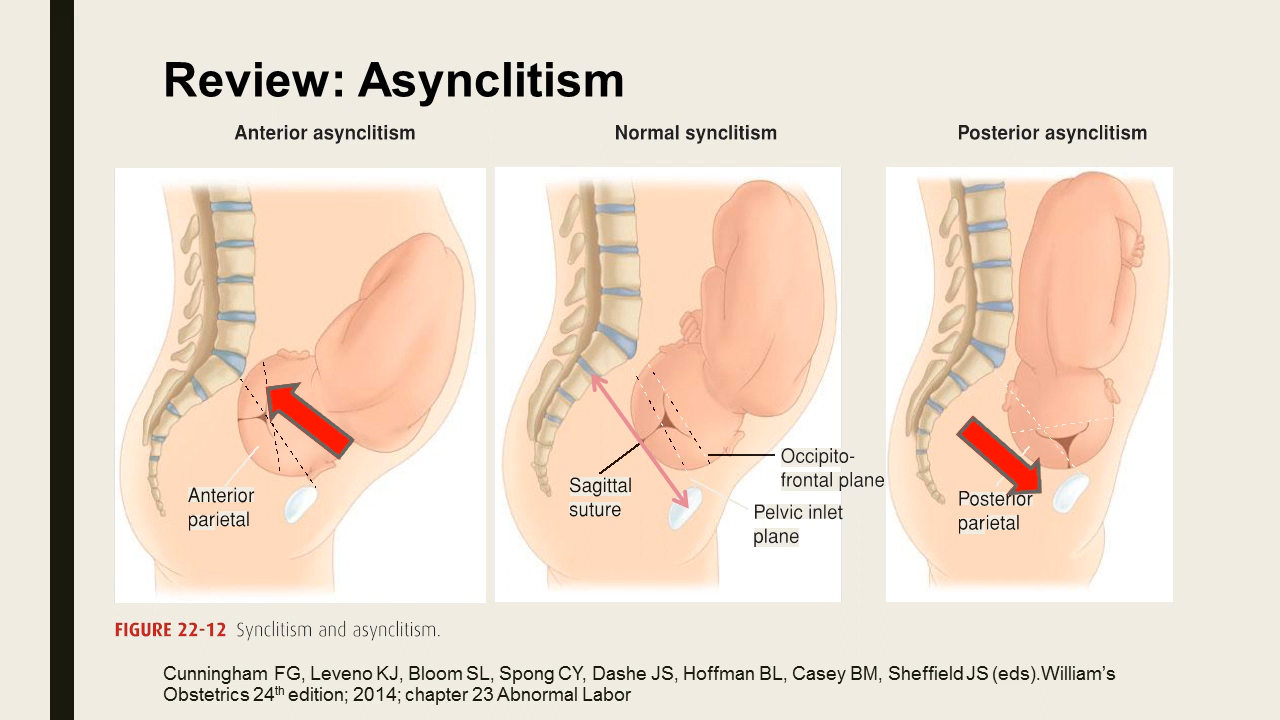 Review: Asynclitism
Anterior asynclitism
Normal synclitism
Posterior asynclitism
Anterior
parietal
Sagittal
suture
Occipito-
frontal plane
Pelvic inlet
plane
Posterior
parietal
FIGURE 22-12 Synclitism and asynclitism.
Cunningham FG, Leveno KJ, Bloom SL, Spong CY, Dashe JS, Hoffman BL, Casey BM, Sheffield JS (eds).William’s
Obstetrics 24th edition; 2014; chapter 23 Abnormal Labor